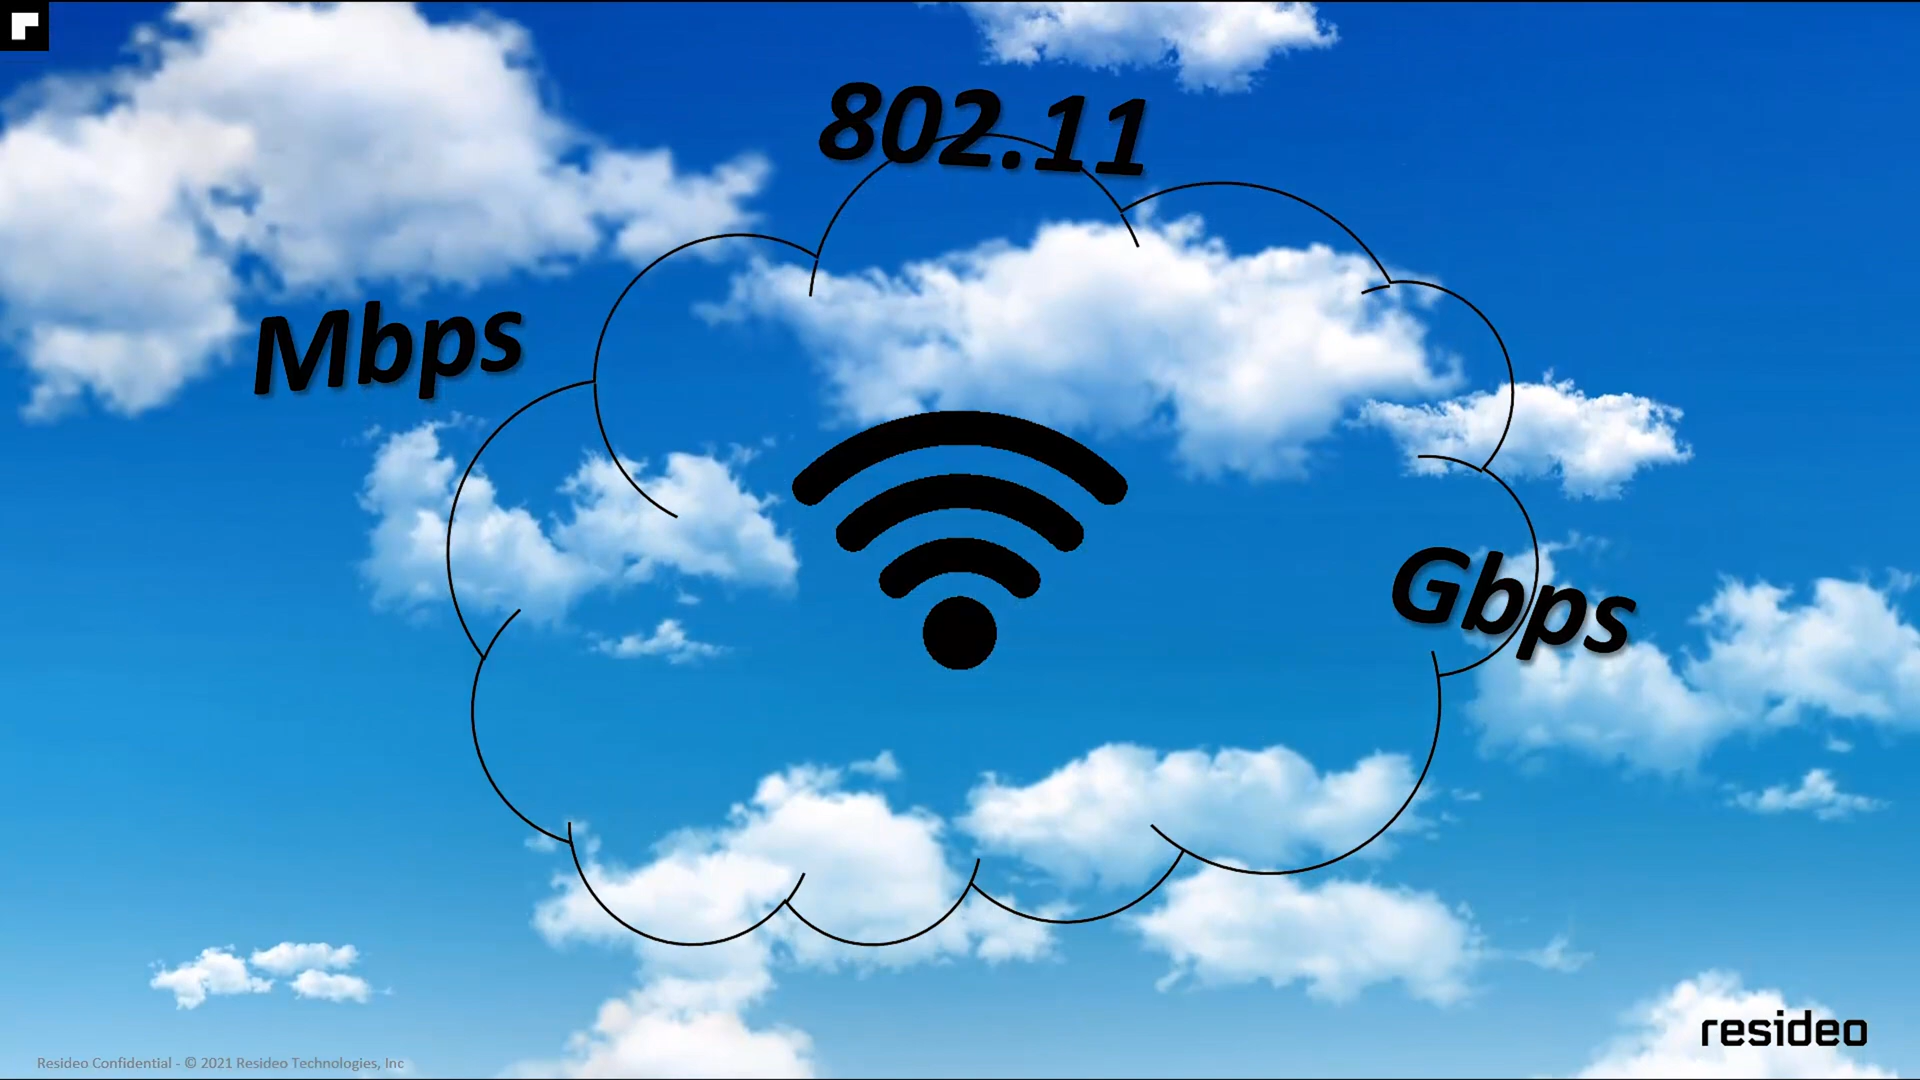 802.11
Mbps
Gbps
resideo
Resideo Confidential - © 2021 Resideo Technologies, Inc